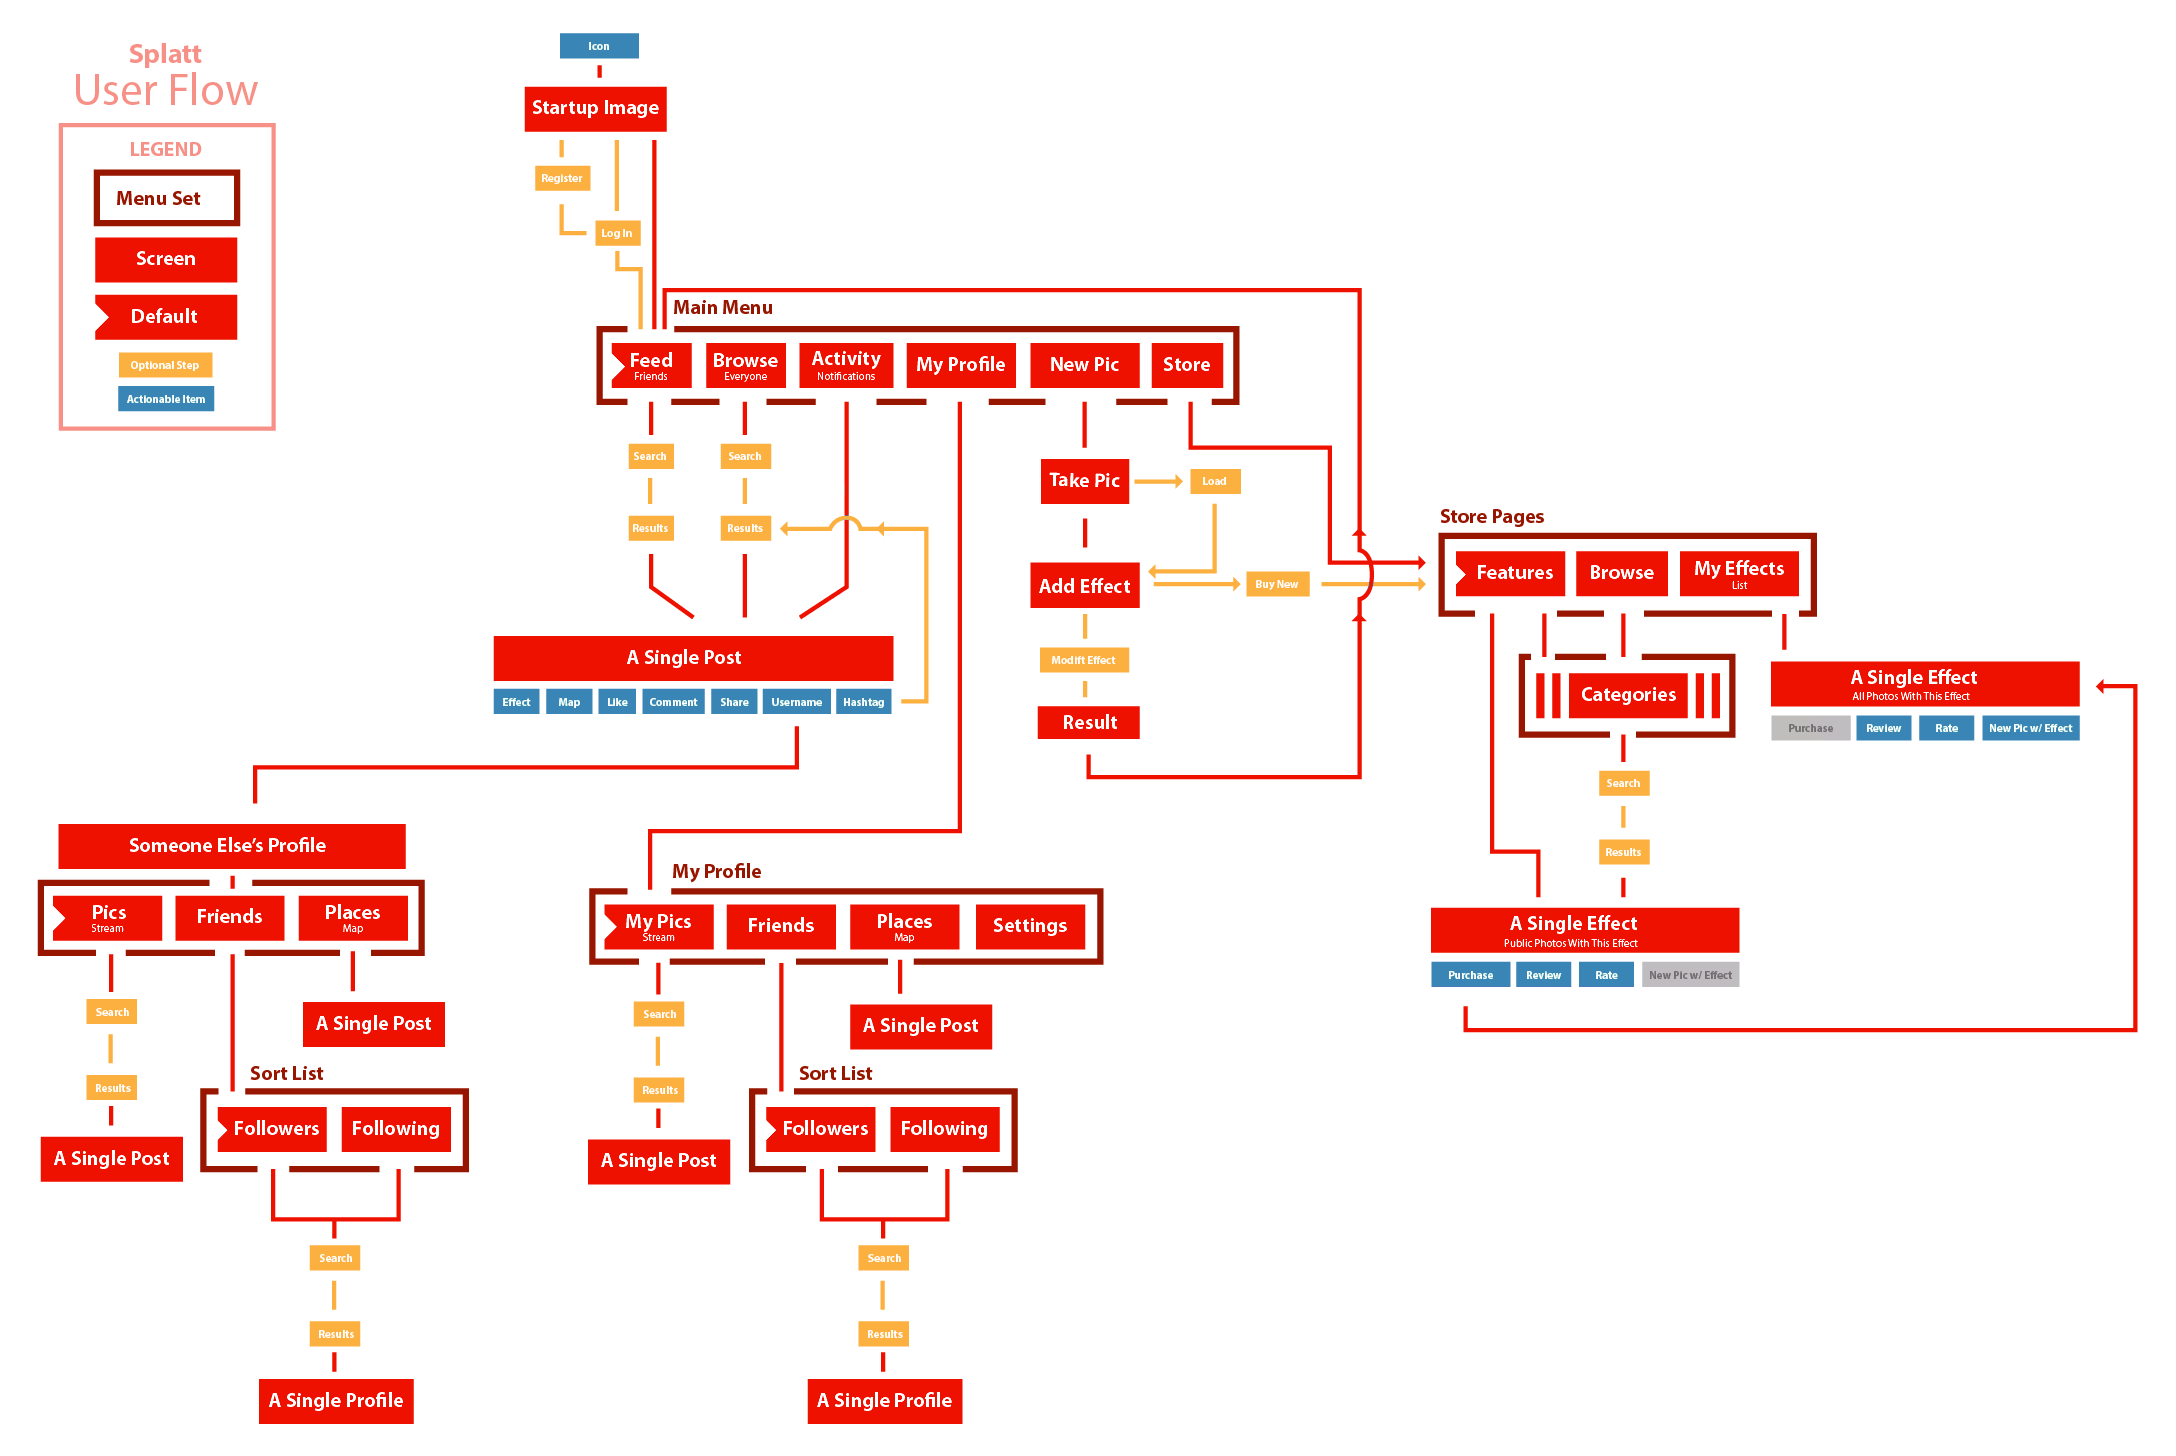 Splatt
User Flow
LEGEND
Menu Set
Screen
Default
Optional Step
Actionable Item
Icon
Startup Image
Register
Log In
Main Menu
Feed
Friends
Browse
Everyone
Activity
Notifications
My Profile
New Pic
Store
Search
Search
Results
Results
Take Pic
Load
Add Effect
Buy New
Modift Effect
Result
A Single Post
Effect
Map
Like
Comment
Share
Username
Hashtag
Store Pages
Features
Browse
My Effects
List
Categories
Search
Results
A Single Effect
All Photos With This Effect
Purchase
Review
Rate
New Pic w/ Effect
A Single Effect
Public Photos With This Effect
Purchase
Review
Rate
New Pic w/ Effect
Someone Else's Profile
Pics
Stream
Friends
Places
Map
Search
Results
A Single Post
A Single Post
Sort List
Followers
Following
Search
Results
A Single Profile
My Profile
My Pics
Stream
Friends
Places
Map
Settings
Search
Results
A Single Post
A Single Post
Sort List
Followers
Following
Search
Results
A Single Profile